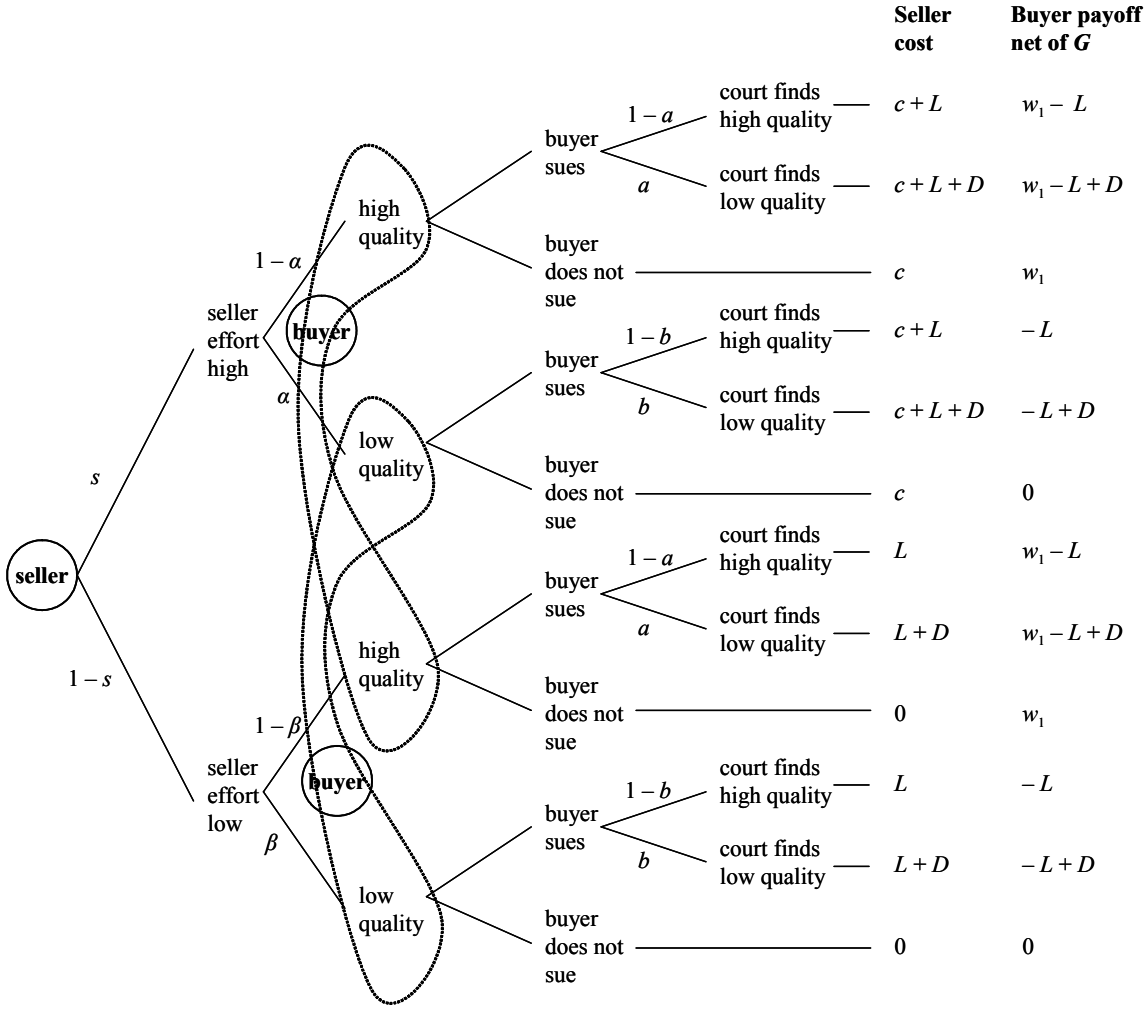 Seller cost
Buyer payoff net of G
court finds high quality
c + L
w₁ – L
1 – a
buyer sues
a
court finds low quality
c + L + D
w₁ – L + D
high quality
buyer does not sue
c
w₁
1 – α
seller effort high
buyer
court finds high quality
c + L
– L
1 – b
buyer sues
b
court finds low quality
c + L + D
– L + D
α
low quality
buyer does not sue
c
0
s
court finds high quality
L
w₁ – L
1 – a
seller
buyer sues
a
court finds low quality
L + D
w₁ – L + D
1 – s
high quality
buyer does not sue
0
w₁
1 – β
seller effort low
buyer
court finds high quality
L
– L
1 – b
buyer sues
b
court finds low quality
L + D
– L + D
β
low quality
buyer does not sue
0
0